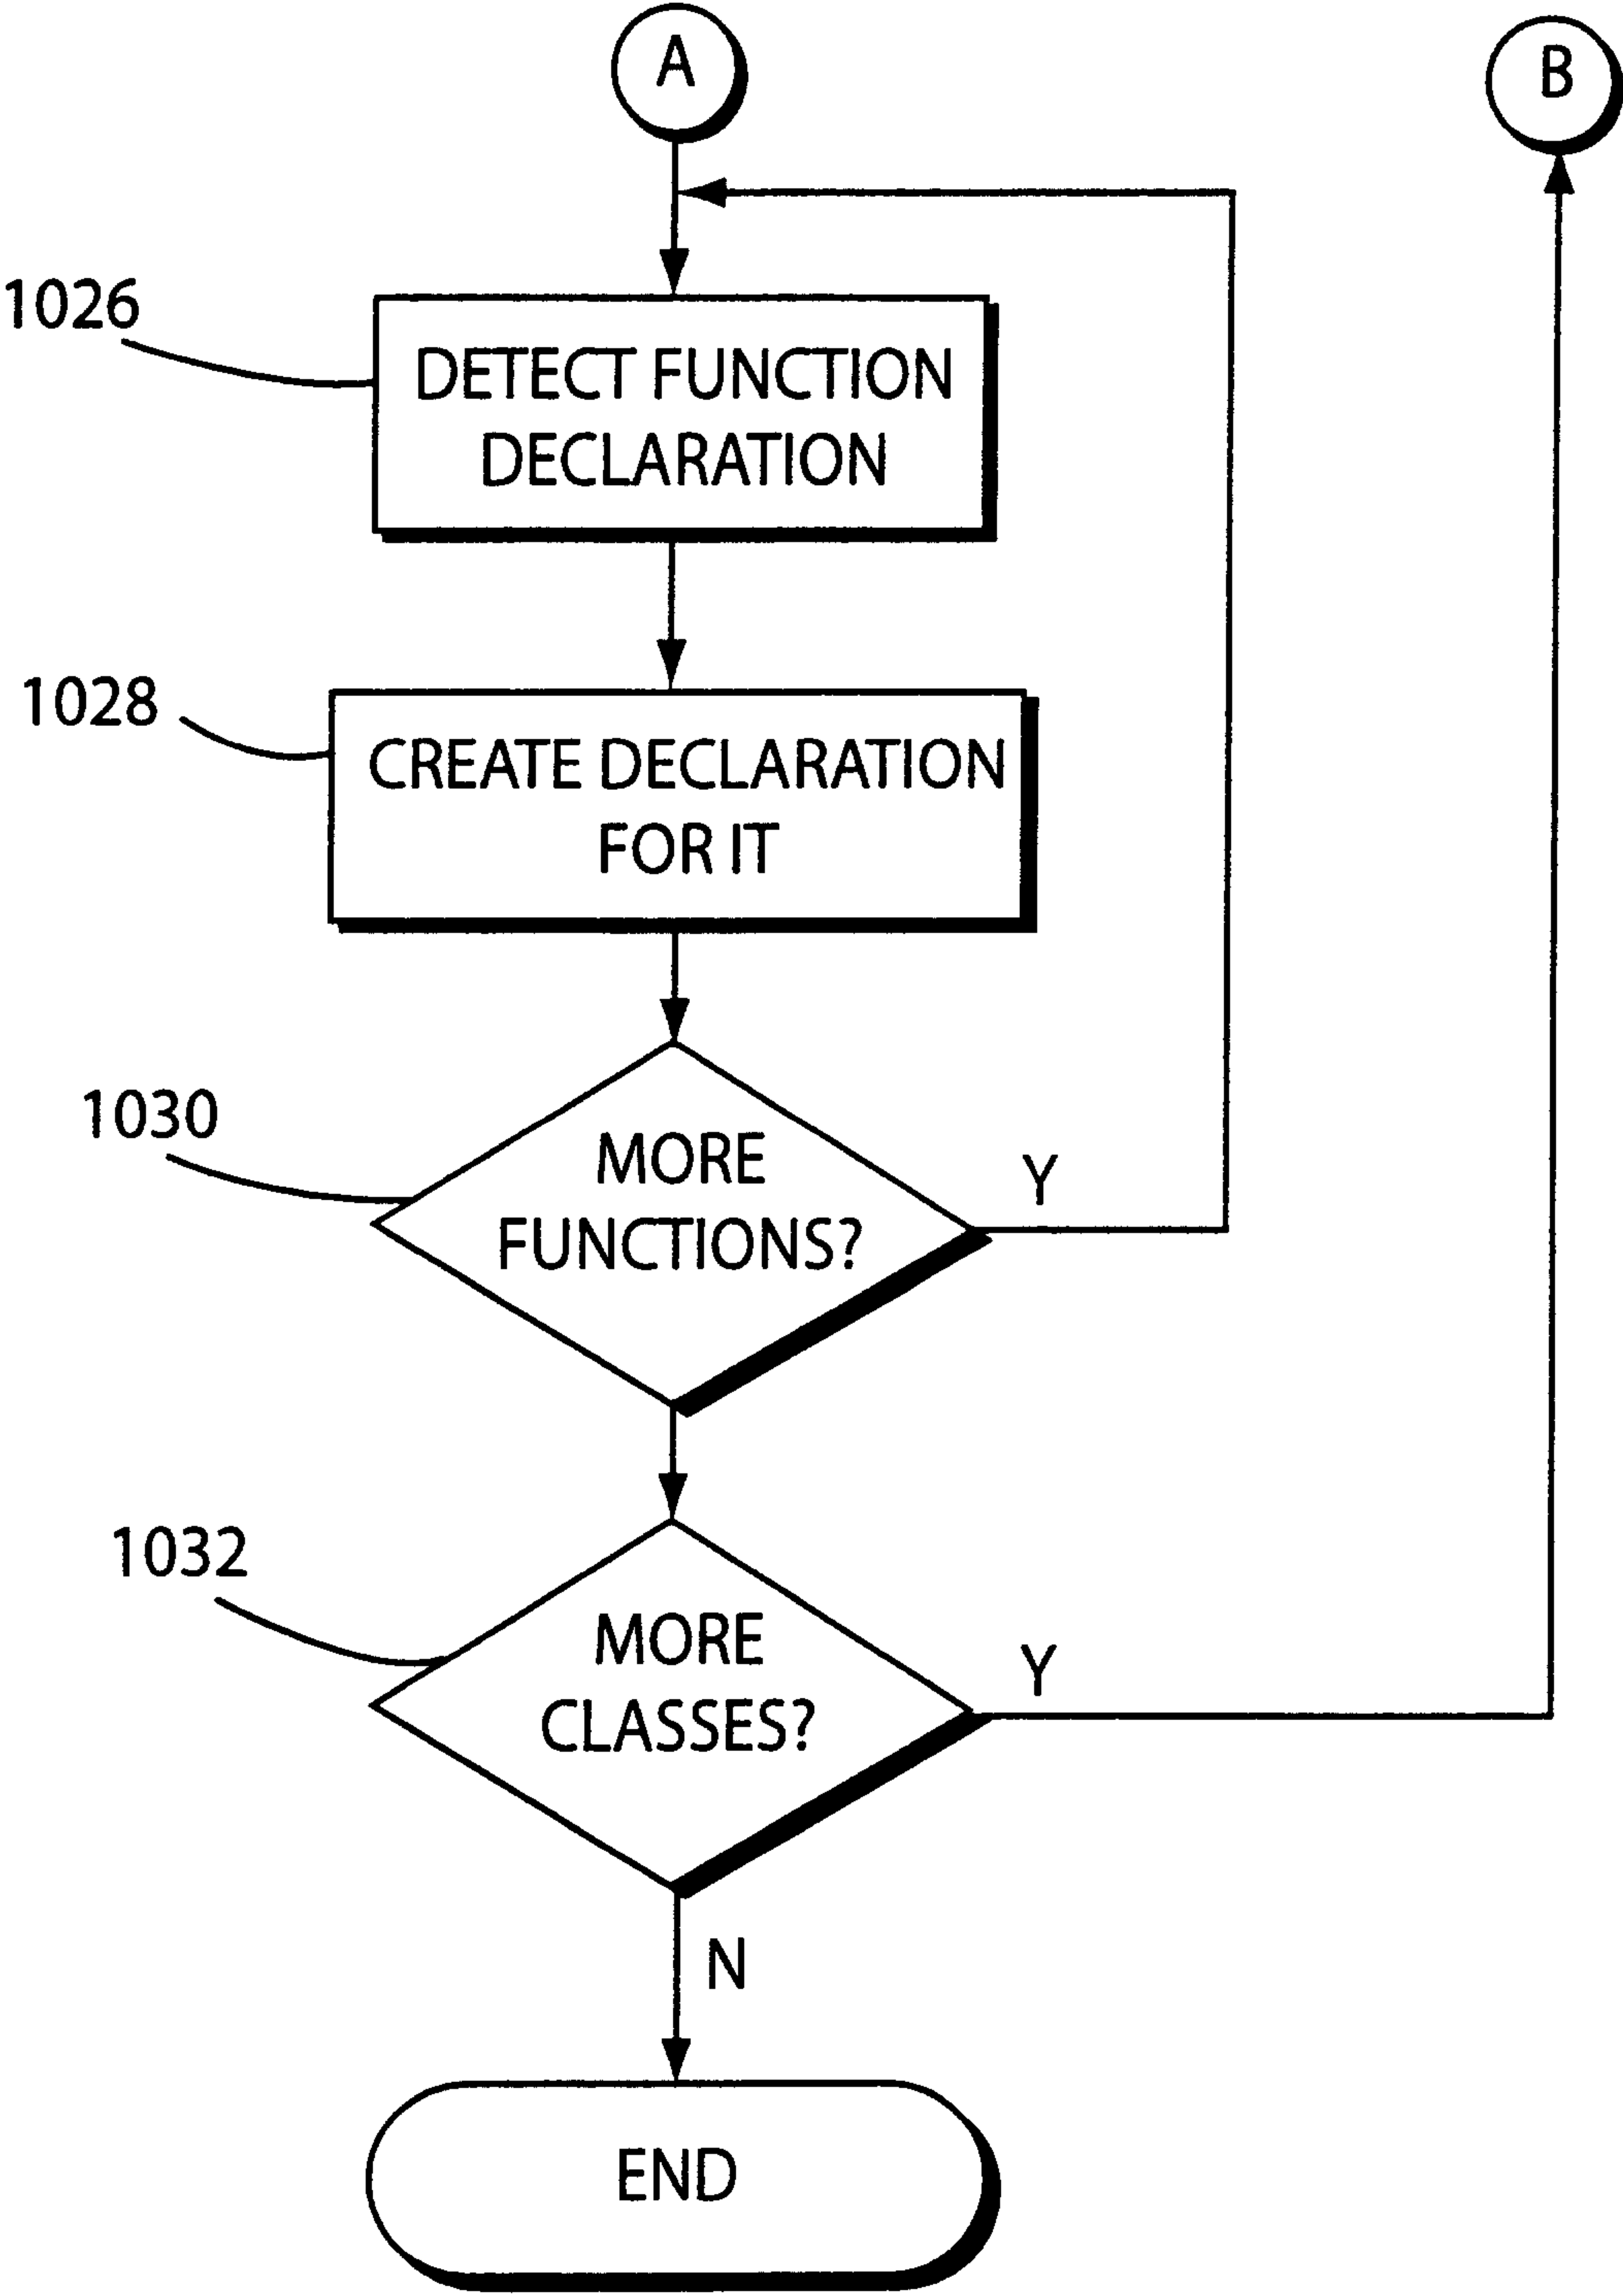 A
B
1026
DETECT FUNCTION
DECLARATION
1028
CREATE DECLARATION
FOR IT
1030
MORE
FUNCTIONS?
Y
1032
MORE
CLASSES?
Y
N
END